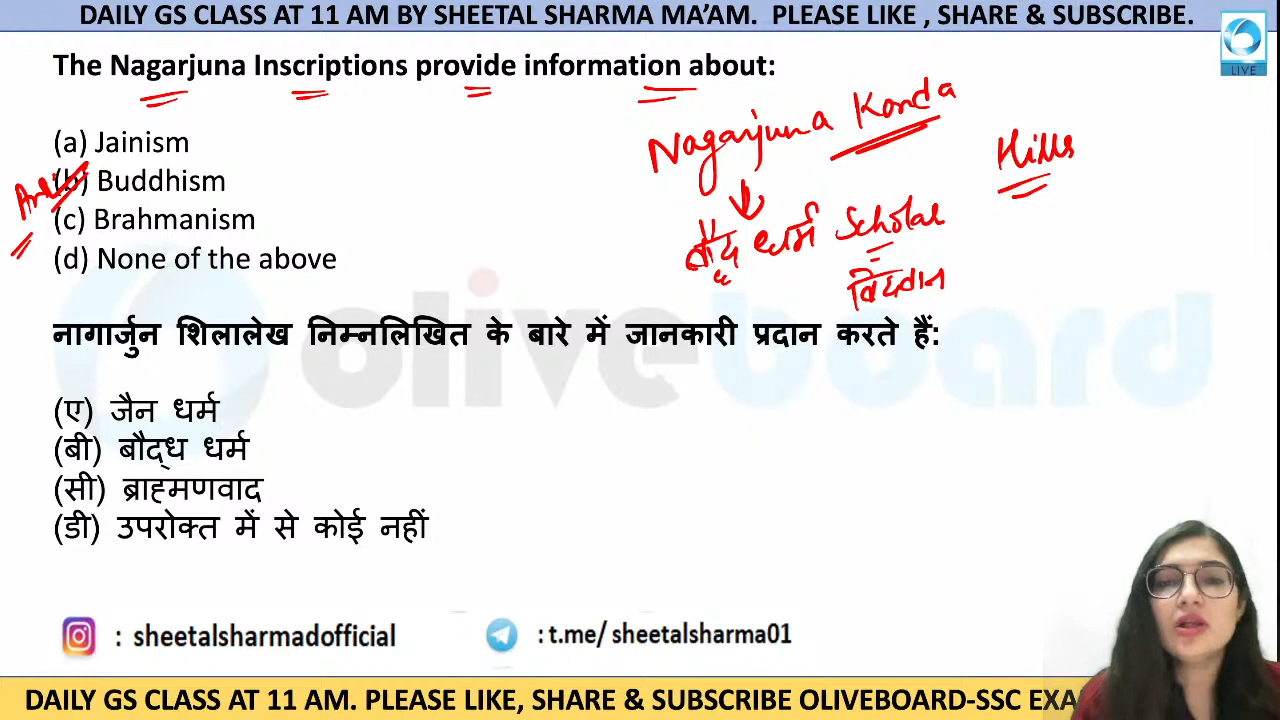 DAILY GS CLASS AT 11 AM BY SHEETAL SHARMA MA’AM. PLEASE LIKE , SHARE & SUBSCRIBE.
LIVE
The Nagarjuna Inscriptions provide information about:
Nagarjuna Konda
Hills
(a) Jainism
(b) Buddhism
Ans
(c) Brahmanism
(d) None of the above
बौद्ध धर्म Scholar
विद्वान
नागार्जुन शिलालेख निम्नलिखित के बारे में जानकारी प्रदान करते हैं:
oliveboard
(ए) जैन धर्म
(बी) बौद्ध धर्म
(सी) ब्राह्मणवाद
(डी) उपरोक्त में से कोई नहीं
: sheetalsharmadofficial
: t.me/ sheetalsharma01
DAILY GS CLASS AT 11 AM. PLEASE LIKE, SHARE & SUBSCRIBE OLIVEBOARD-SSC EXA